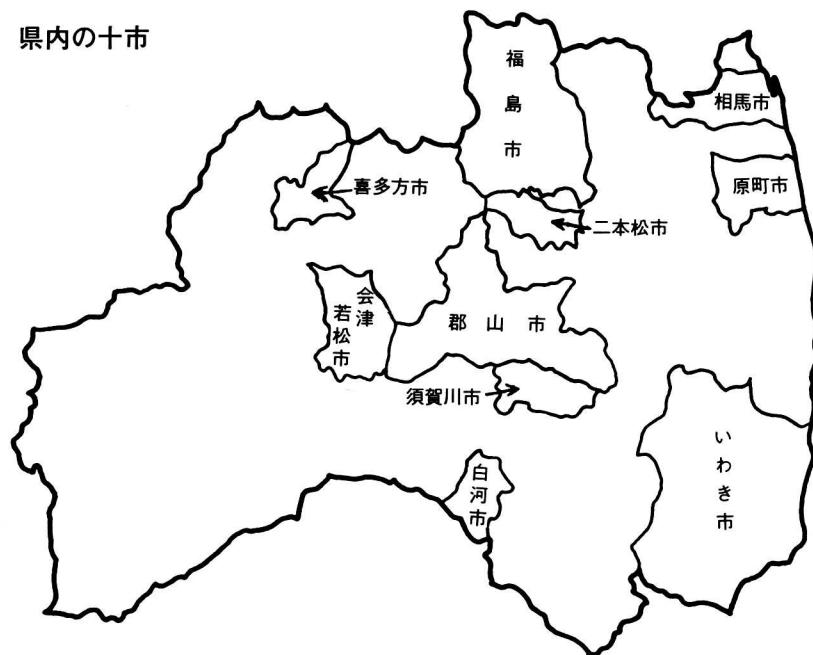 県内の十市
福島市
相馬市
原町市
喜多方市
二本松市
会津
若松市
郡山市
須賀川市
白河市
いわき市